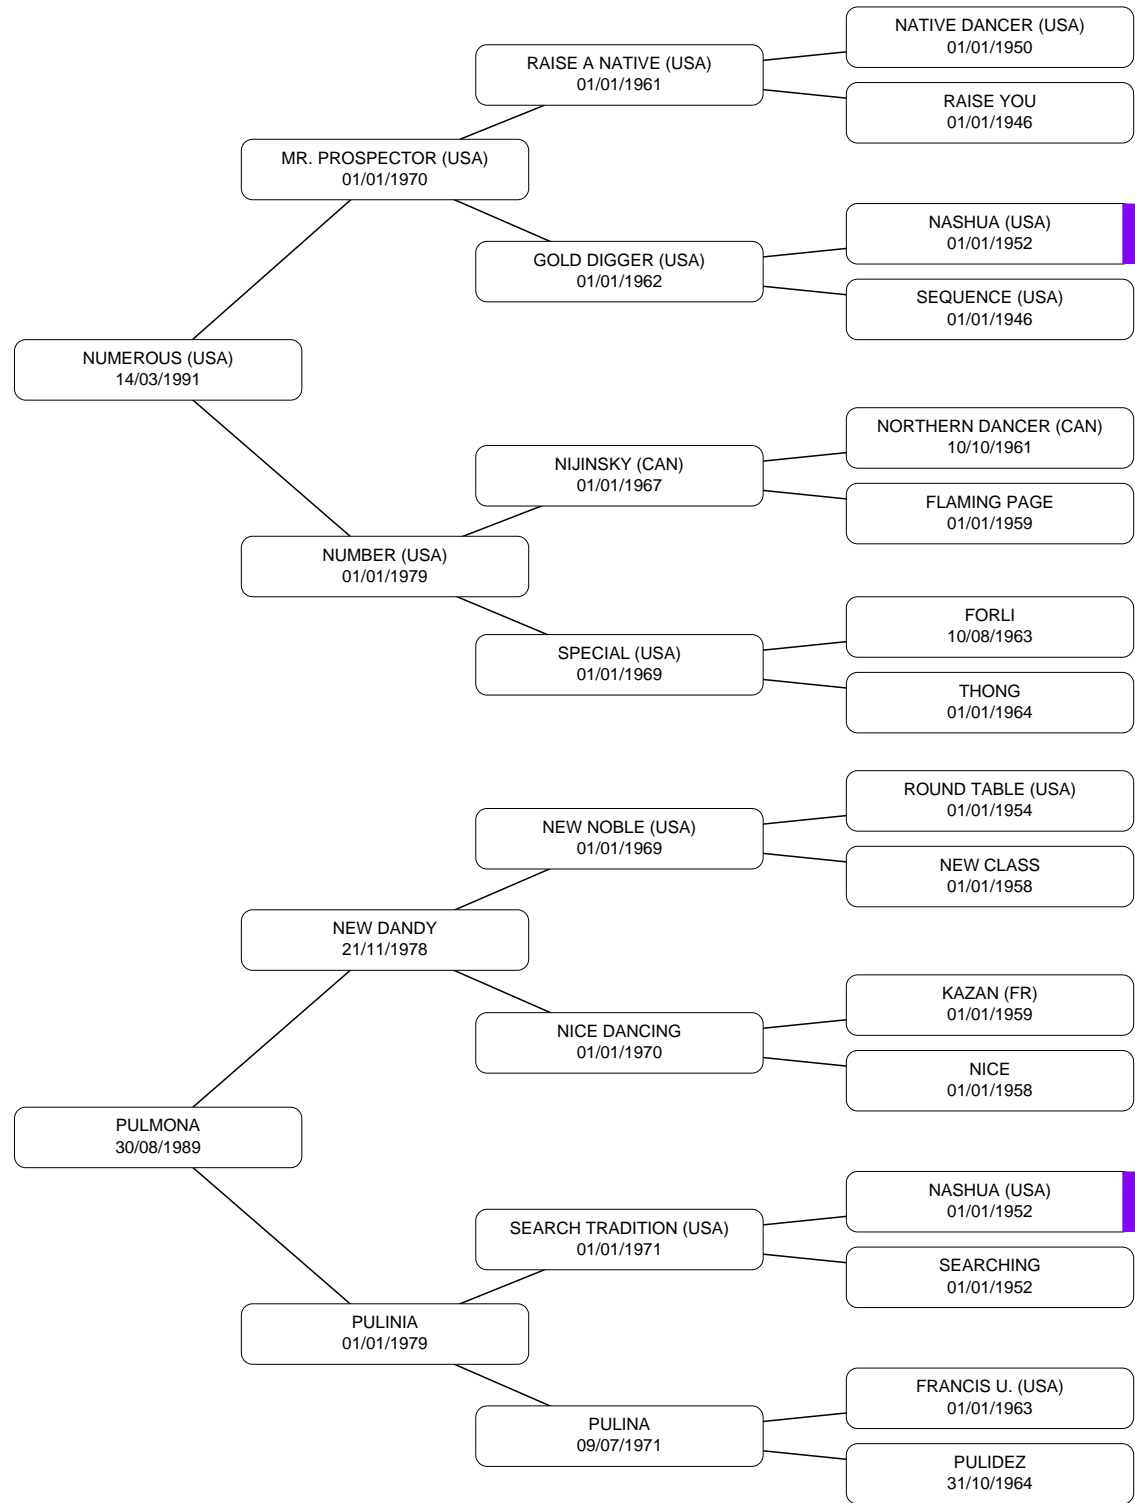 NATIVE DANCER (USA)
01/01/1950
RAISE A NATIVE (USA)
01/01/1961
RAISE YOU
01/01/1946
MR. PROSPECTOR (USA)
01/01/1970
NASHUA (USA)
01/01/1952
GOLD DIGGER (USA)
01/01/1962
SEQUENCE (USA)
01/01/1946
NUMEROUS (USA)
14/03/1991
NORTHERN DANCER (CAN)
10/10/1961
NIJINSKY (CAN)
01/01/1967
FLAMING PAGE
01/01/1959
NUMBER (USA)
01/01/1979
FORLI
10/08/1963
SPECIAL (USA)
01/01/1969
THONG
01/01/1964
ROUND TABLE (USA)
01/01/1954
NEW NOBLE (USA)
01/01/1969
NEW CLASS
01/01/1958
NEW DANDY
21/11/1978
KAZAN (FR)
01/01/1959
NICE DANCING
01/01/1970
NICE
01/01/1958
PULMONA
30/08/1989
NASHUA (USA)
01/01/1952
SEARCH TRADITION (USA)
01/01/1971
SEARCHING
01/01/1952
PULINIA
01/01/1979
FRANCIS U. (USA)
01/01/1963
PULINA
09/07/1971
PULIDEZ
31/10/1964